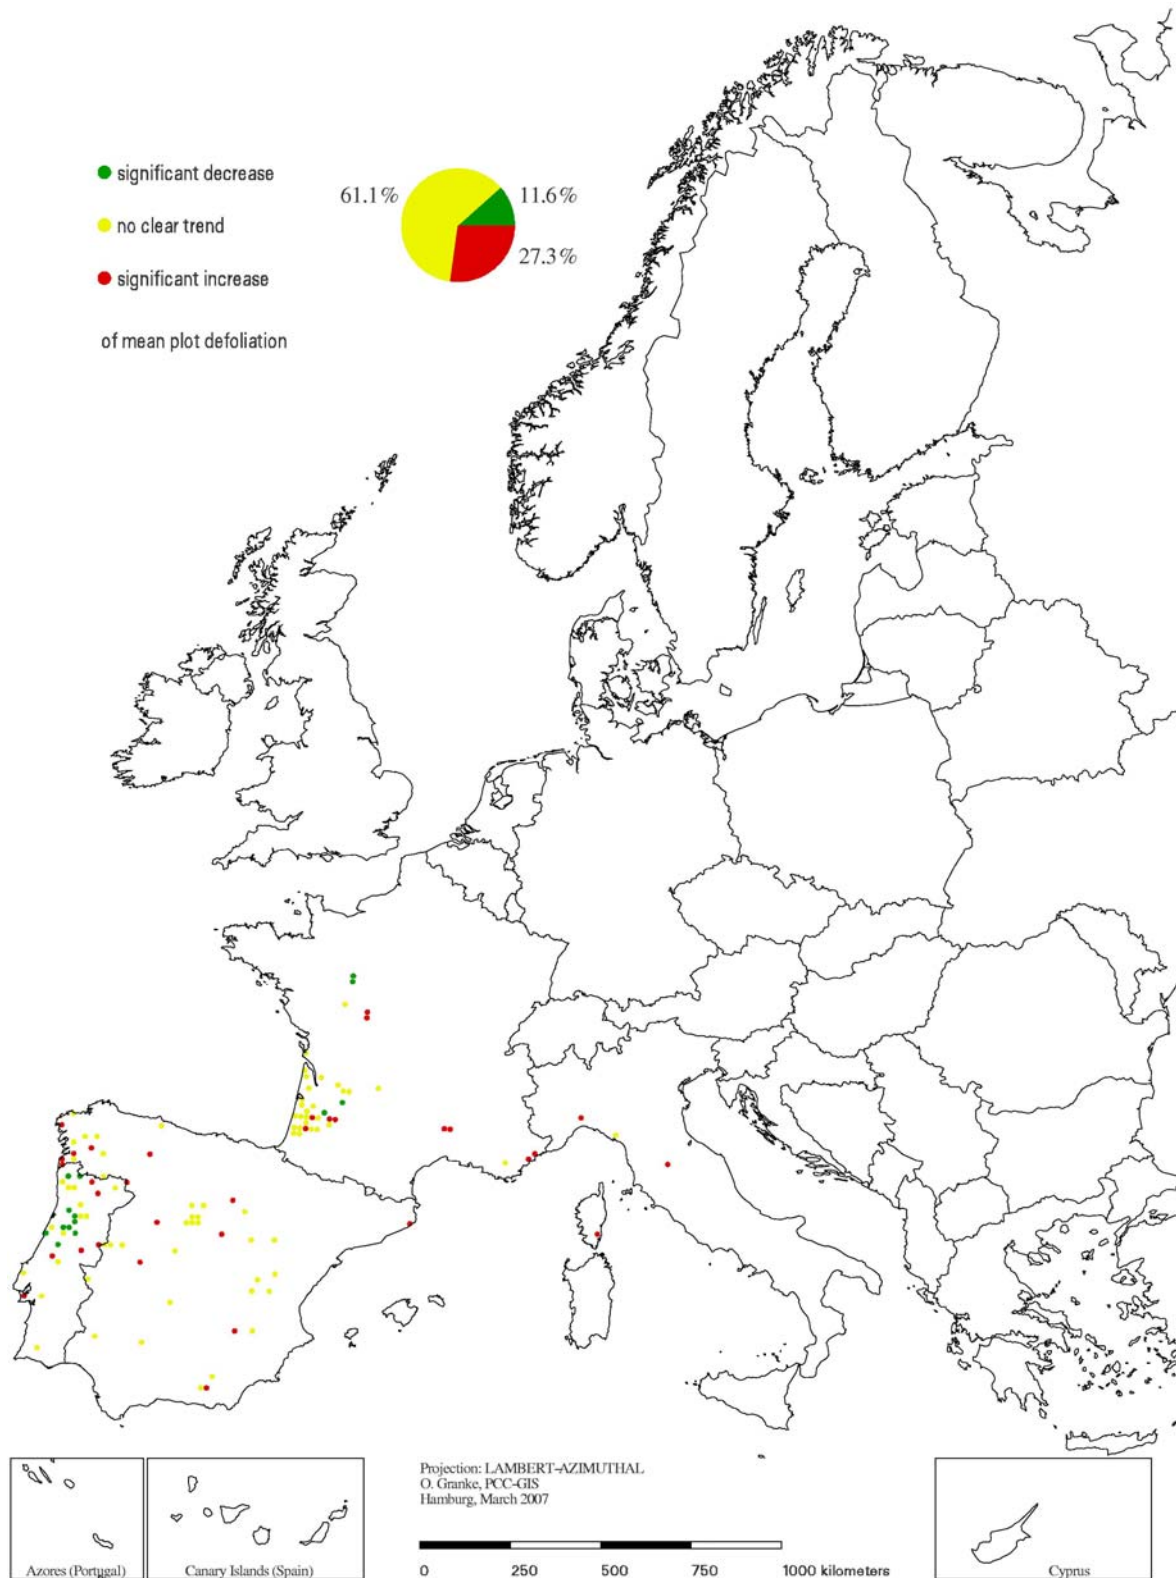 significant decrease
61.1%
11.6%
no clear trend
27.3%
significant increase
of mean plot defoliation
Projection: LAMBERT-AZIMUTHAL
O. Granke, PCC-GIS
Hamburg, March 2007
Azores (Portugal)
Canary Islands (Spain)
0 250 500 750 1000 kilometers
Cyprus